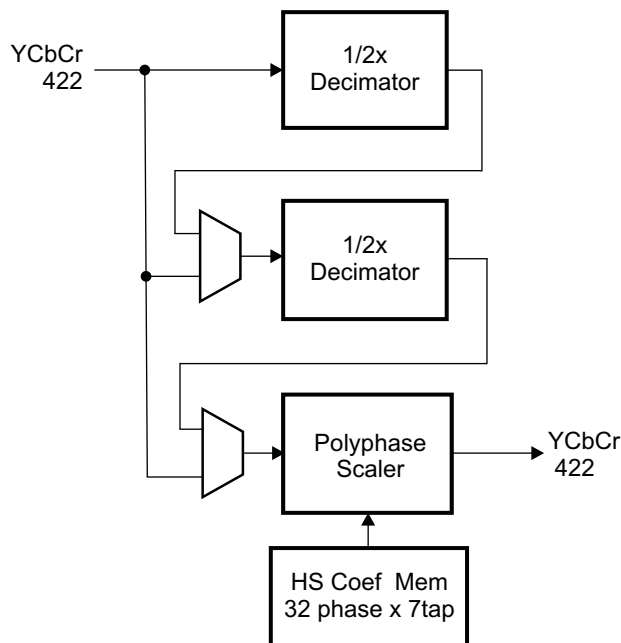 YCbCr
422
1/2x
Decimator
1/2x
Decimator
Polyphase
Scaler
YCbCr
422
HS Coef Mem
32 phase x 7tap